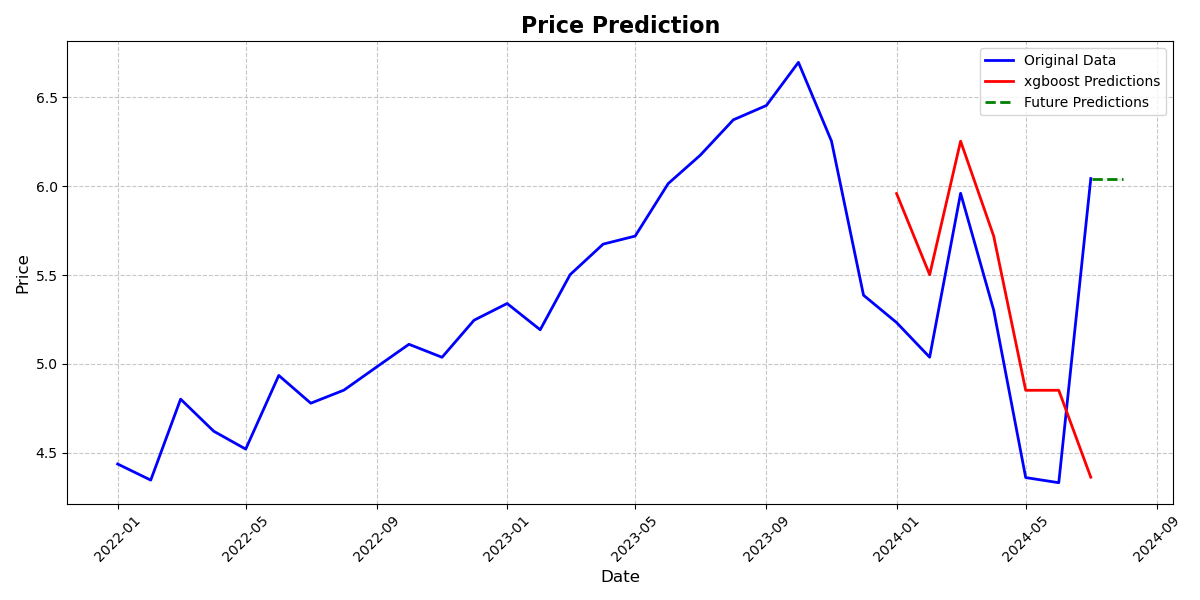 Price Prediction
Original Data
xgboost Predictions
Future Predictions
Price
6.5
6.0
5.5
5.0
4.5
2022-01
2022-05
2022-09
2023-01
2023-05
2023-09
2024-01
2024-05
2024-09
Date